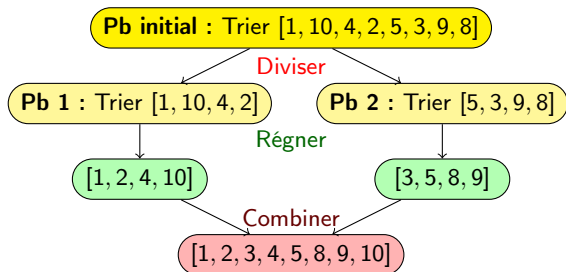 Pb initial : Trier [1, 10, 4, 2, 5, 3, 9, 8]
Diviser
Pb 1 : Trier [1, 10, 4, 2]
Pb 2 : Trier [5, 3, 9, 8]
Régner
[1, 2, 4, 10]
[3, 5, 8, 9]
Combiner
[1, 2, 3, 4, 5, 8, 9, 10]